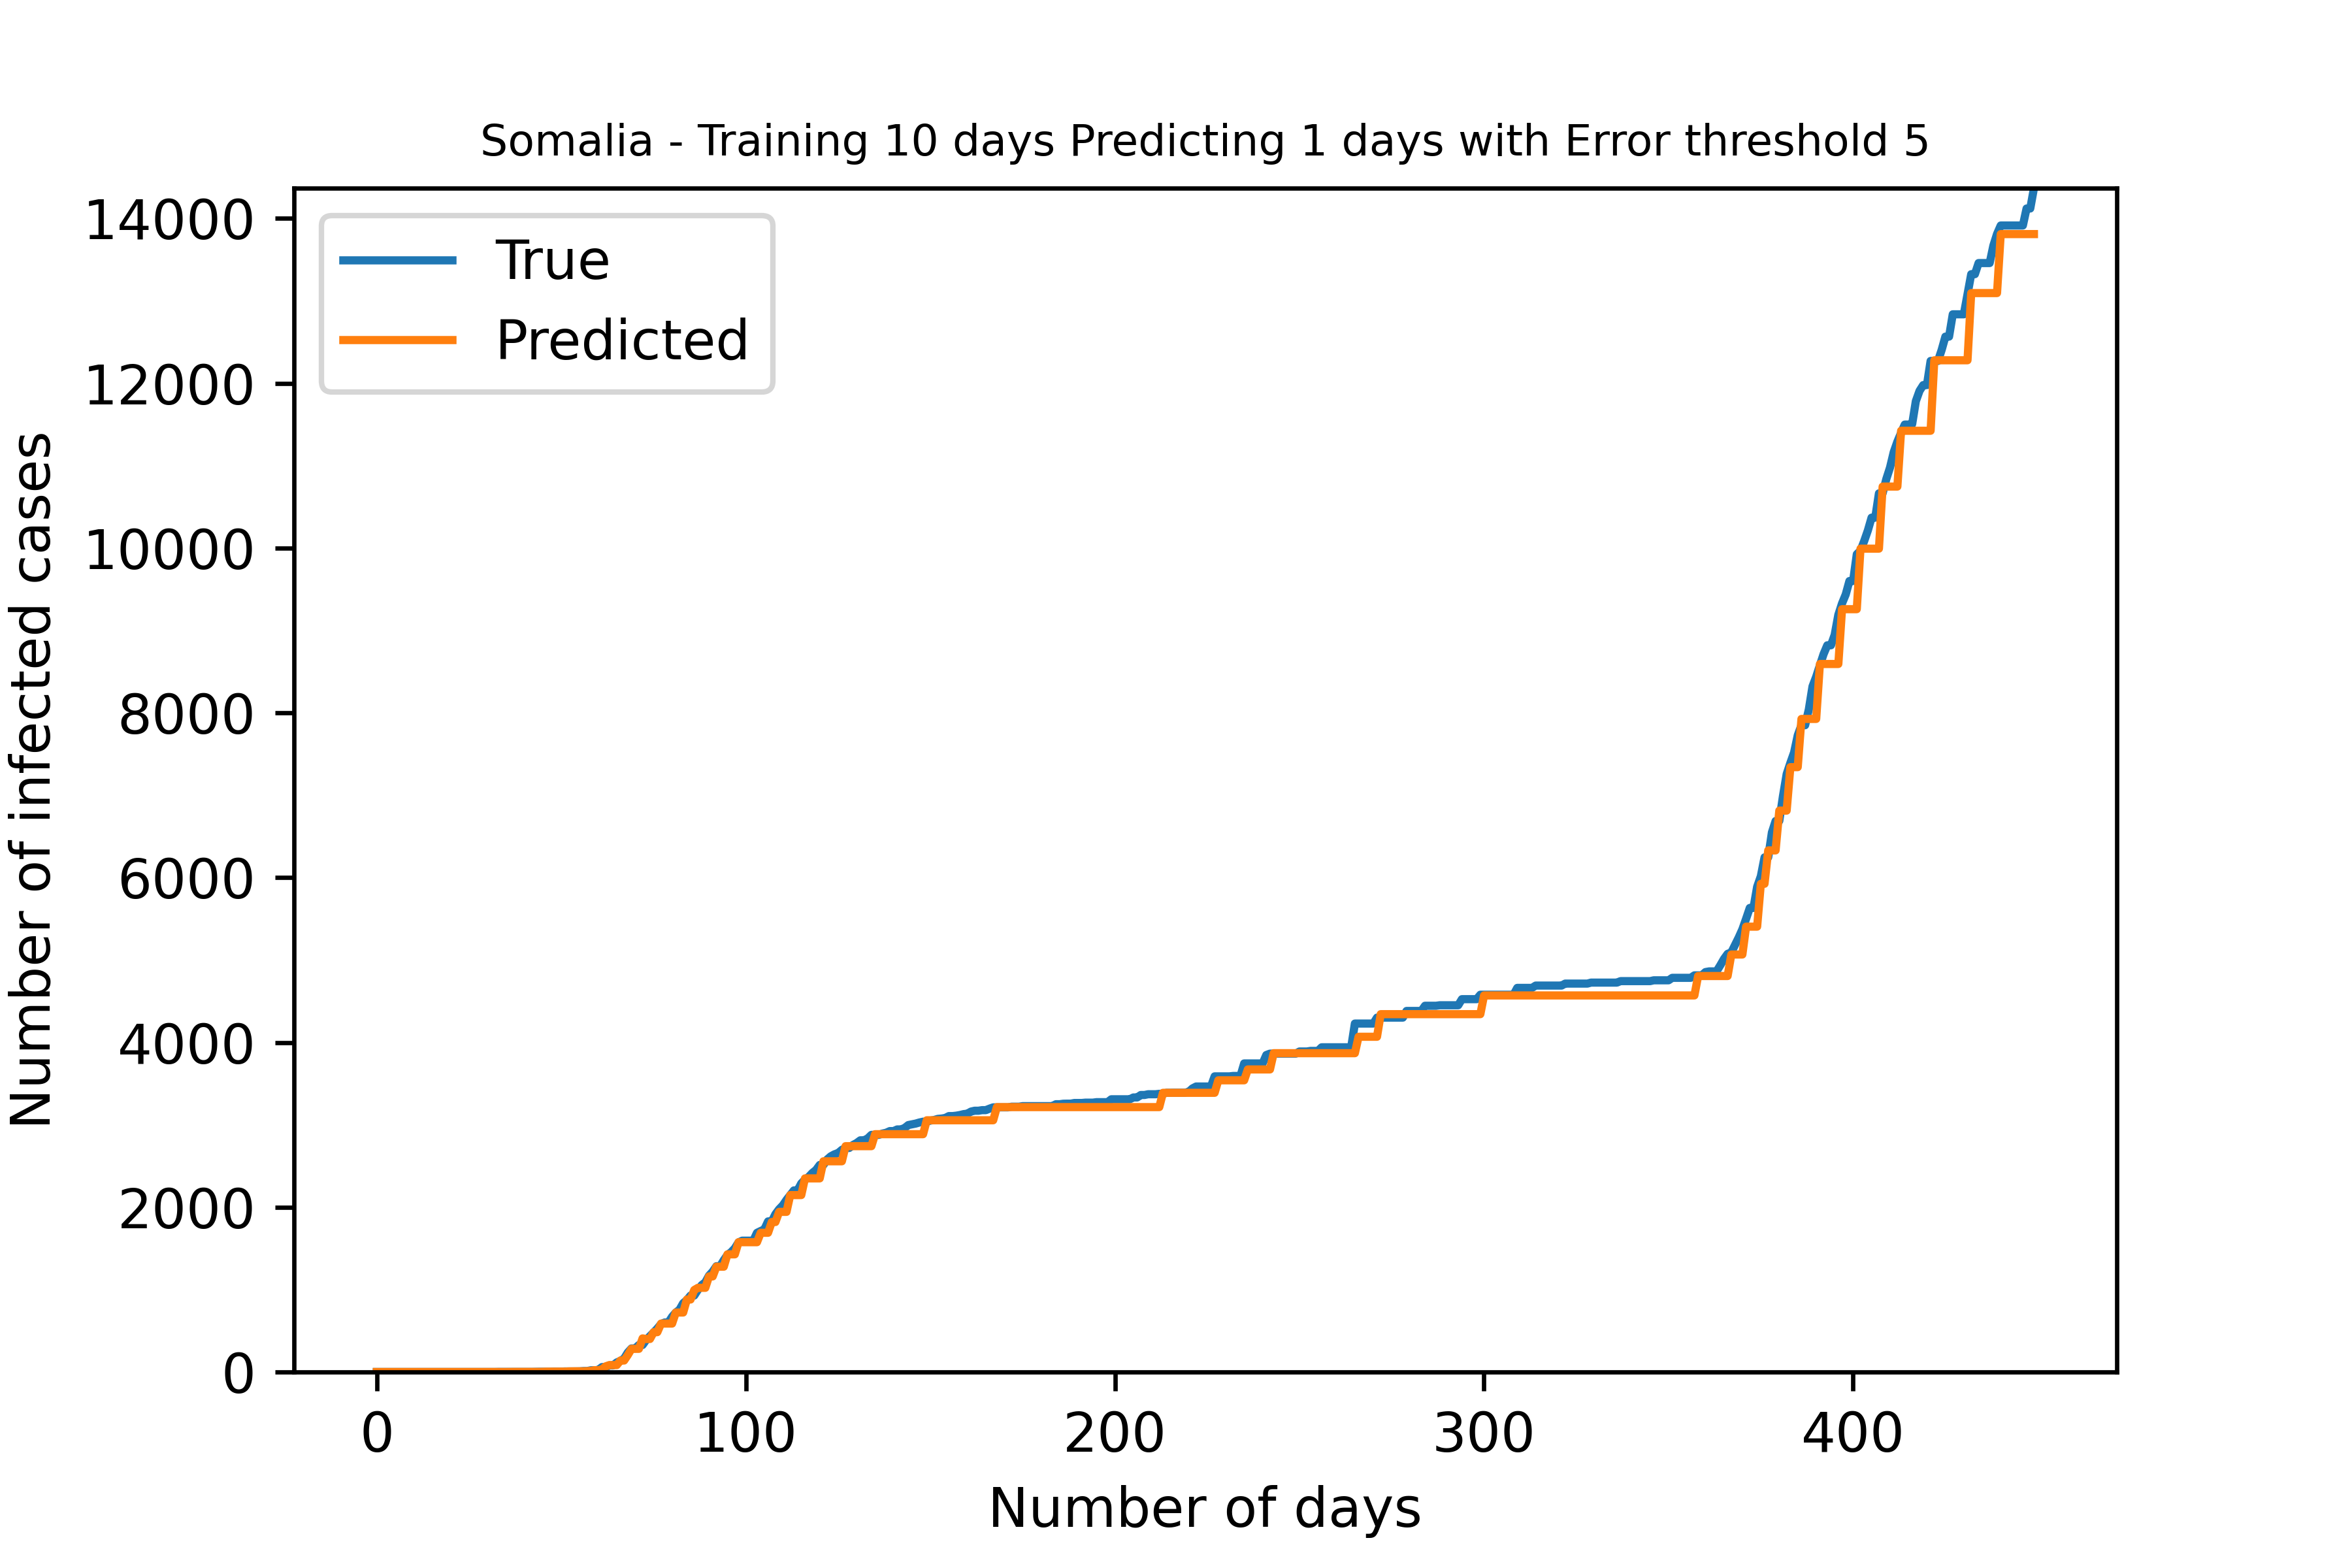 Somalia - Training 10 days Predicting 1 days with Error threshold 5
True
Predicted
14000
12000
10000
8000
6000
4000
2000
0
Number of infected cases
0 100 200 300 400
Number of days